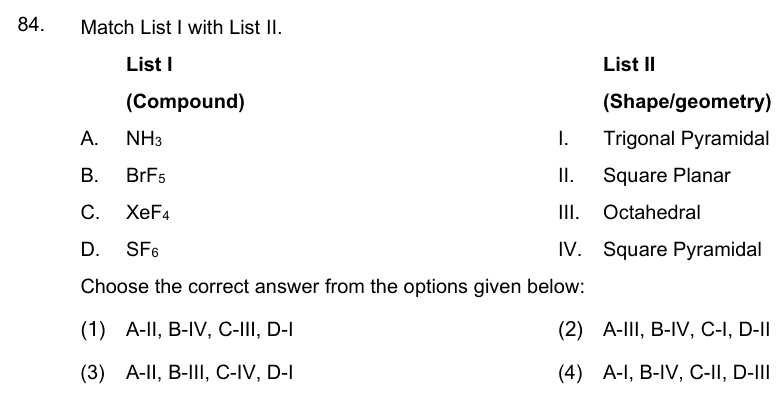 84. Match List I with List II.
List I List II
(Compound) (Shape/geometry)
A. NH3 I. Trigonal Pyramidal
B. BrF5 II. Square Planar
C. XeF4 III. Octahedral
D. SF6 IV. Square Pyramidal
Choose the correct answer from the options given below:
(1) A-II, B-IV, C-III, D-I (2) A-III, B-IV, C-I, D-II
(3) A-II, B-III, C-IV, D-I (4) A-I, B-IV, C-II, D-III